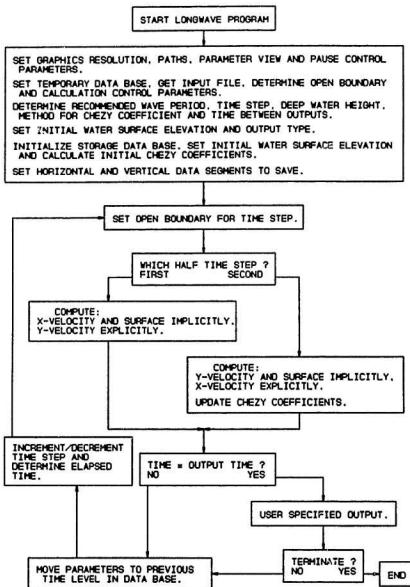 START LONGWAVE PROGRAM
SET GRAPHICS RESOLUTION, PATHS, PARAMETER VIEW AND PAUSE CONTROL
PARAMETERS.
SET TEMPORARY DATA BASE, GET INPUT FILE, DETERMINE OPEN BOUNDARY
AND CALCULATION CONTROL PARAMETERS.
DETERMINE RECOMMENDED WAVE PERIOD, TIME STEP, DEEP WATER HEIGHT,
METHOD FOR CHEZY COEFFICIENT AND TIME BETWEEN OUTPUTS.
SET INITIAL WATER SURFACE ELEVATION AND OUTPUT TYPE.
INITIALIZE STORAGE DATA BASE, SET INITIAL WATER SURFACE ELEVATION
AND CALCULATE INITIAL CHEZY COEFFICIENTS.
SET HORIZONTAL AND VERTICAL DATA SEGMENTS TO SAVE.
SET OPEN BOUNDARY FOR TIME STEP.
WHICH HALF TIME STEP ?
FIRST SECOND
COMPUTE:
X-VELOCITY AND SURFACE IMPLICITLY.
Y-VELOCITY EXPLICITLY.
COMPUTE:
Y-VELOCITY AND SURFACE IMPLICITLY,
X-VELOCITY EXPLICITLY.
UPDATE CHEZY COEFFICIENTS.
INCREMENT/DECREMENT
TIME STEP AND
DETERMINE ELAPSED
TIME.
TIME = OUTPUT TIME ?
NO YES
USER SPECIFIED OUTPUT.
TERMINATE ?
NO YES
END
MOVE PARAMETERS TO PREVIOUS
TIME LEVEL IN DATA BASE.